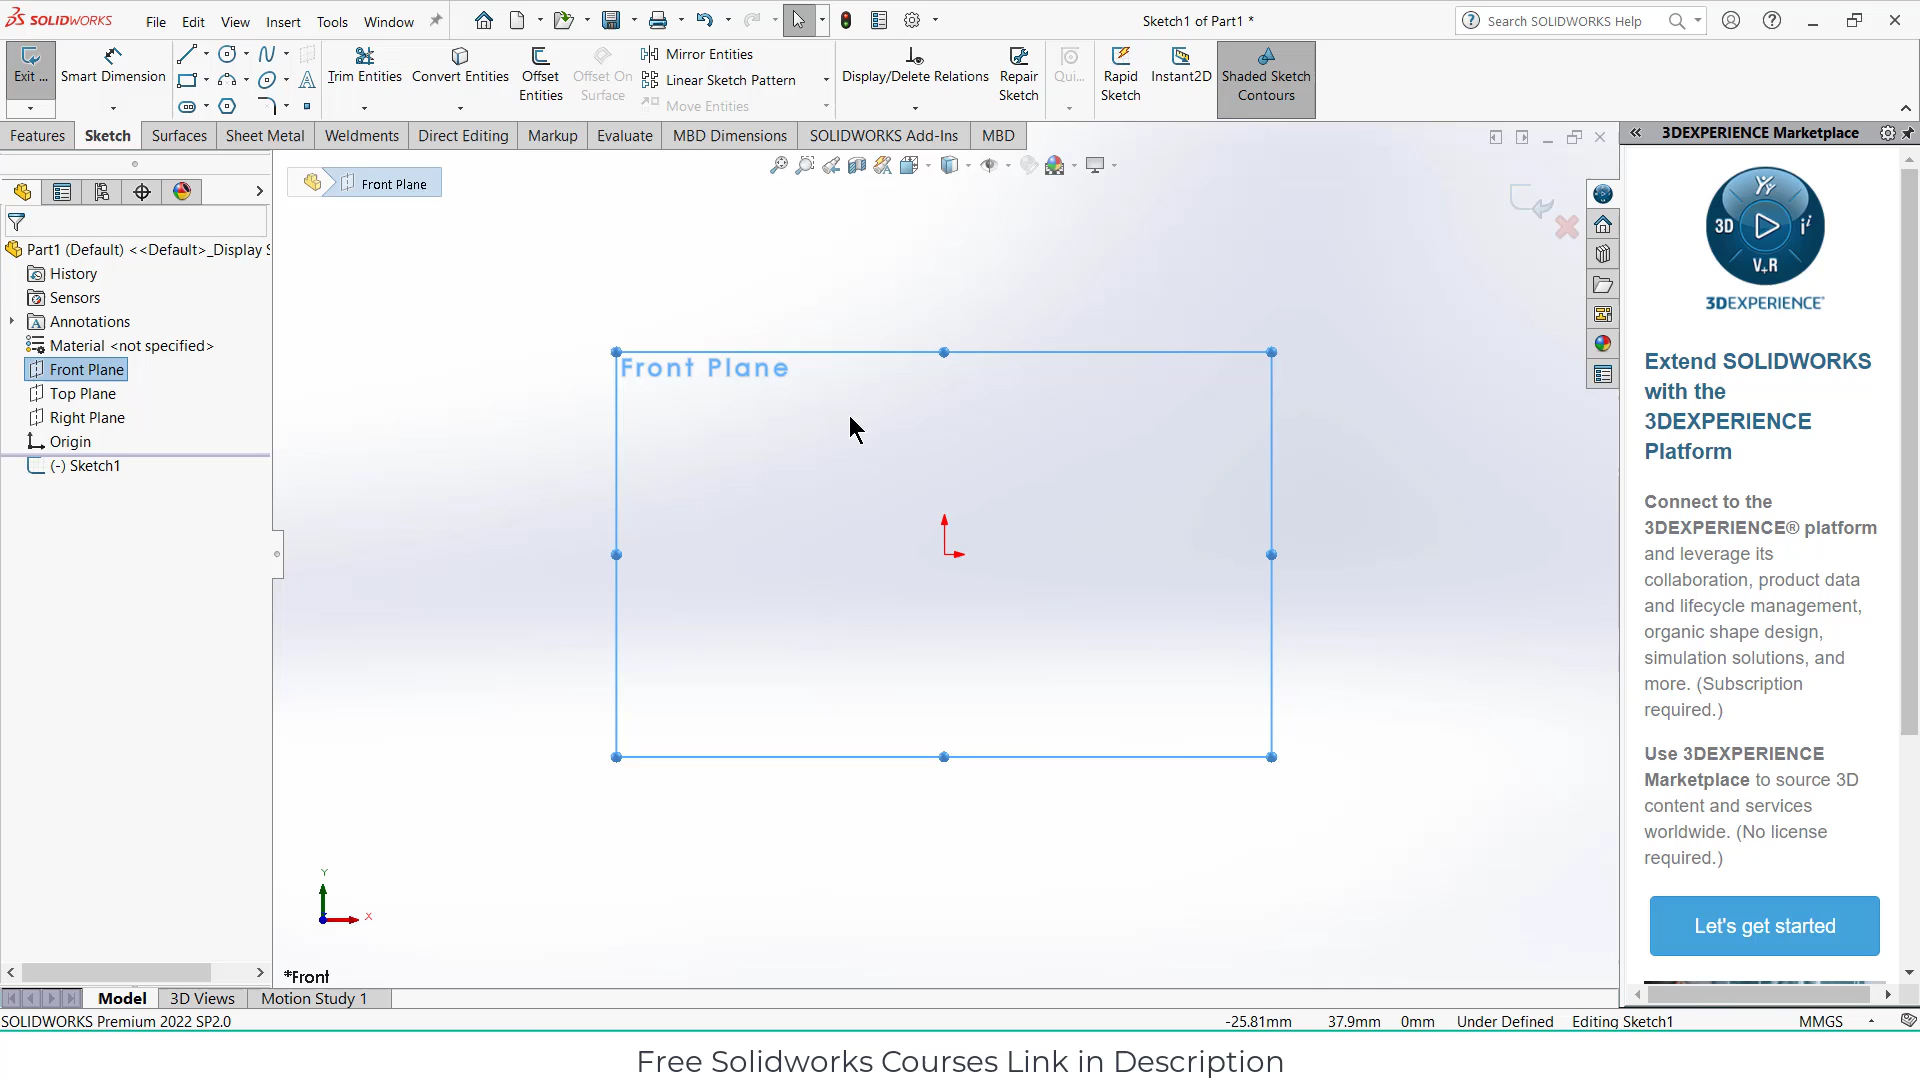 SOLIDWORKS File Edit View Insert Tools Window
Sketch1 of Part1 *
Search SOLIDWORKS Help
Exit ...
Smart Dimension
Trim Entities
Convert Entities
Offset Entities
Offset On Surface
Mirror Entities
Linear Sketch Pattern
Move Entities
Display/Delete Relations
Repair Sketch
Qui...
Rapid Sketch
Instant2D
Shaded Sketch Contours
Features Sketch Surfaces Sheet Metal Weldments Direct Editing Markup Evaluate MBD Dimensions SOLIDWORKS Add-Ins MBD
3DEXPERIENCE Marketplace
Front Plane
Part1 (Default) <<Default>_Display S
History
Sensors
Annotations
Material <not specified>
Front Plane
Top Plane
Right Plane
Origin
(-) Sketch1
Front Plane
Y
X
*Front
3D
V+R
3DEXPERIENCE®
Extend SOLIDWORKS
with the
3DEXPERIENCE
Platform
Connect to the
3DEXPERIENCE® platform
and leverage its
collaboration, product data
and lifecycle management,
organic shape design,
simulation solutions, and
more. (Subscription
required.)
Use 3DEXPERIENCE
Marketplace to source 3D
content and services
worldwide. (No license
required.)
Let's get started
Model 3D Views Motion Study 1
SOLIDWORKS Premium 2022 SP2.0
-25.81mm 37.9mm 0mm Under Defined Editing Sketch1 MMGS
Free Solidworks Courses Link in Description